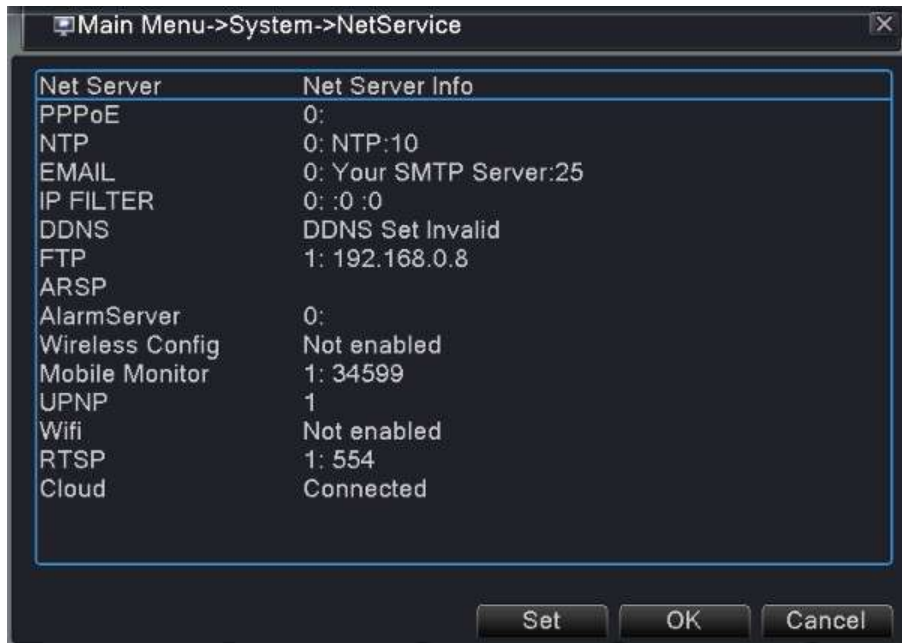 Main Menu->System->NetService
Net Server Net Server Info
PPPoE 0:
NTP 0: NTP:10
EMAIL 0: Your SMTP Server:25
IP FILTER 0: :0 :0
DDNS DDNS Set Invalid
FTP 1: 192.168.0.8
ARSP
AlarmServer 0:
Wireless Config Not enabled
Mobile Monitor 1: 34599
UPNP 1
Wifi Not enabled
RTSP 1: 554
Cloud Connected
Set OK Cancel